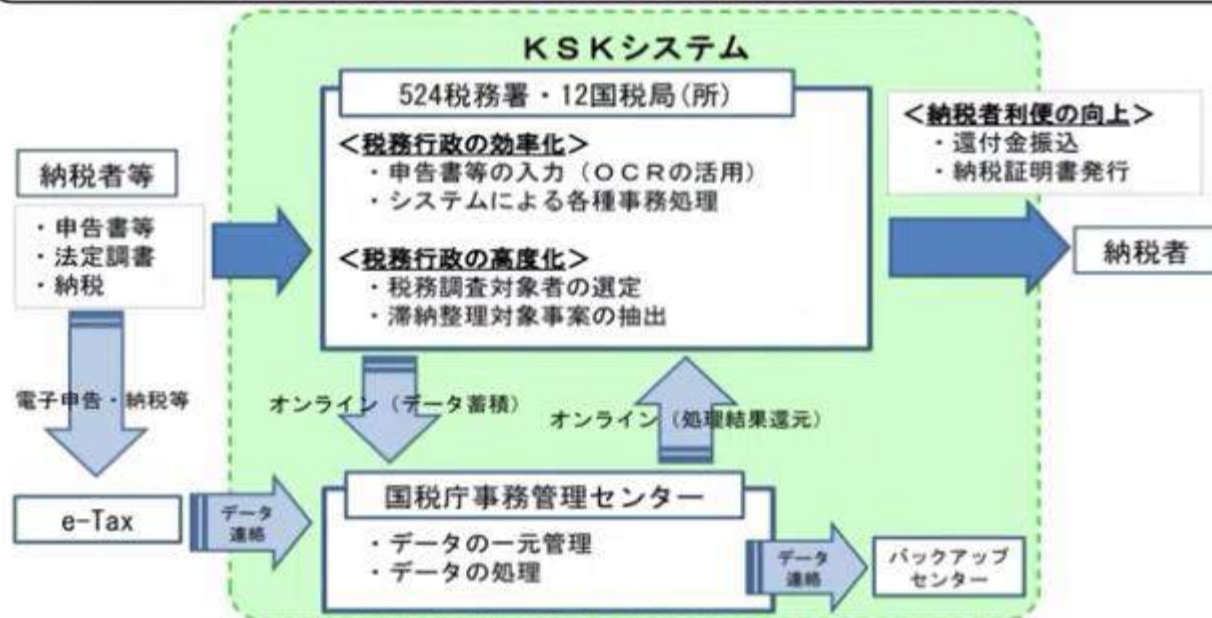 KSKシステム
524税務署・12国税局(所)
＜税務行政の効率化＞
・申告書等の入力（OCRの活用）
・システムによる各種事務処理
＜税務行政の高度化＞
・税務調査対象者の選定
・滞納整理対象事案の抽出
納税者等
・申告書等
・法定調書
・納税
＜納税者利便の向上＞
・還付金振込
・納税証明書発行
納税者
電子申告・納税等
オンライン（データ蓄積）
オンライン（処理結果還元）
e-Tax
データ
連絡
国税庁事務管理センター
・データの一元管理
・データの処理
データ
連絡
バックアップ
センター